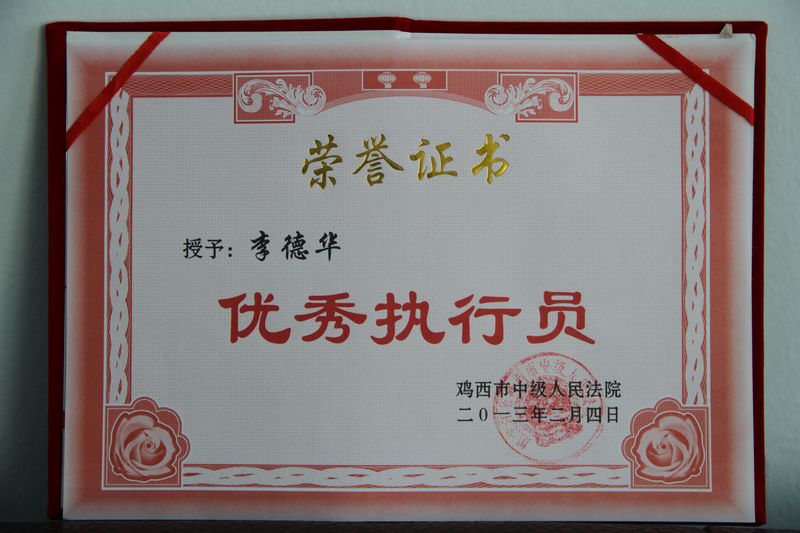 荣誉证书
授予：李德华
优秀执行员
鸡西市中级人民法院
二〇一三年二月四日